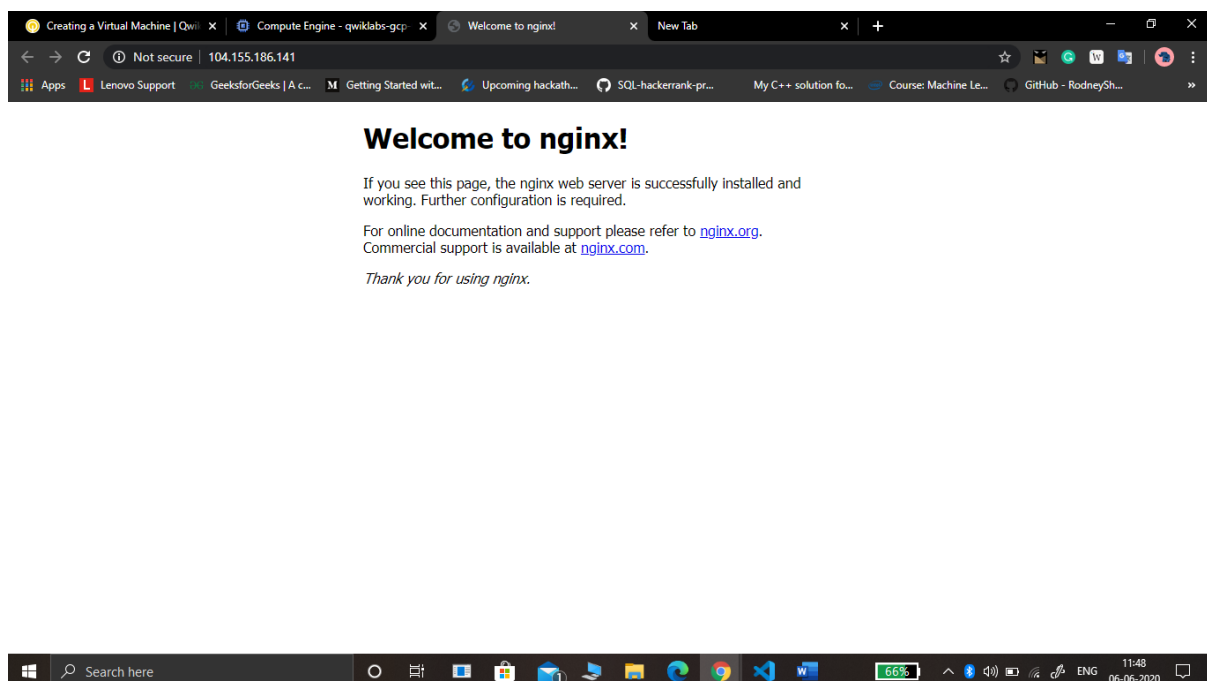 Creating a Virtual Machine | Qwi
Compute Engine - qwiklabs-gcp-
Welcome to nginx!
New Tab
Not secure | 104.155.186.141
Apps
L Lenovo Support
GeeksforGeeks | A c...
M Getting Started wit...
Upcoming hackath...
SQL-hackerrank-pr...
My C++ solution fo...
Course: Machine Le...
GitHub - RodneySh...
»
Welcome to nginx!
If you see this page, the nginx web server is successfully installed and
working. Further configuration is required.
For online documentation and support please refer to nginx.org.
Commercial support is available at nginx.com.
Thank you for using nginx.
Search here
66%
ENG
11:48
06-06-2020